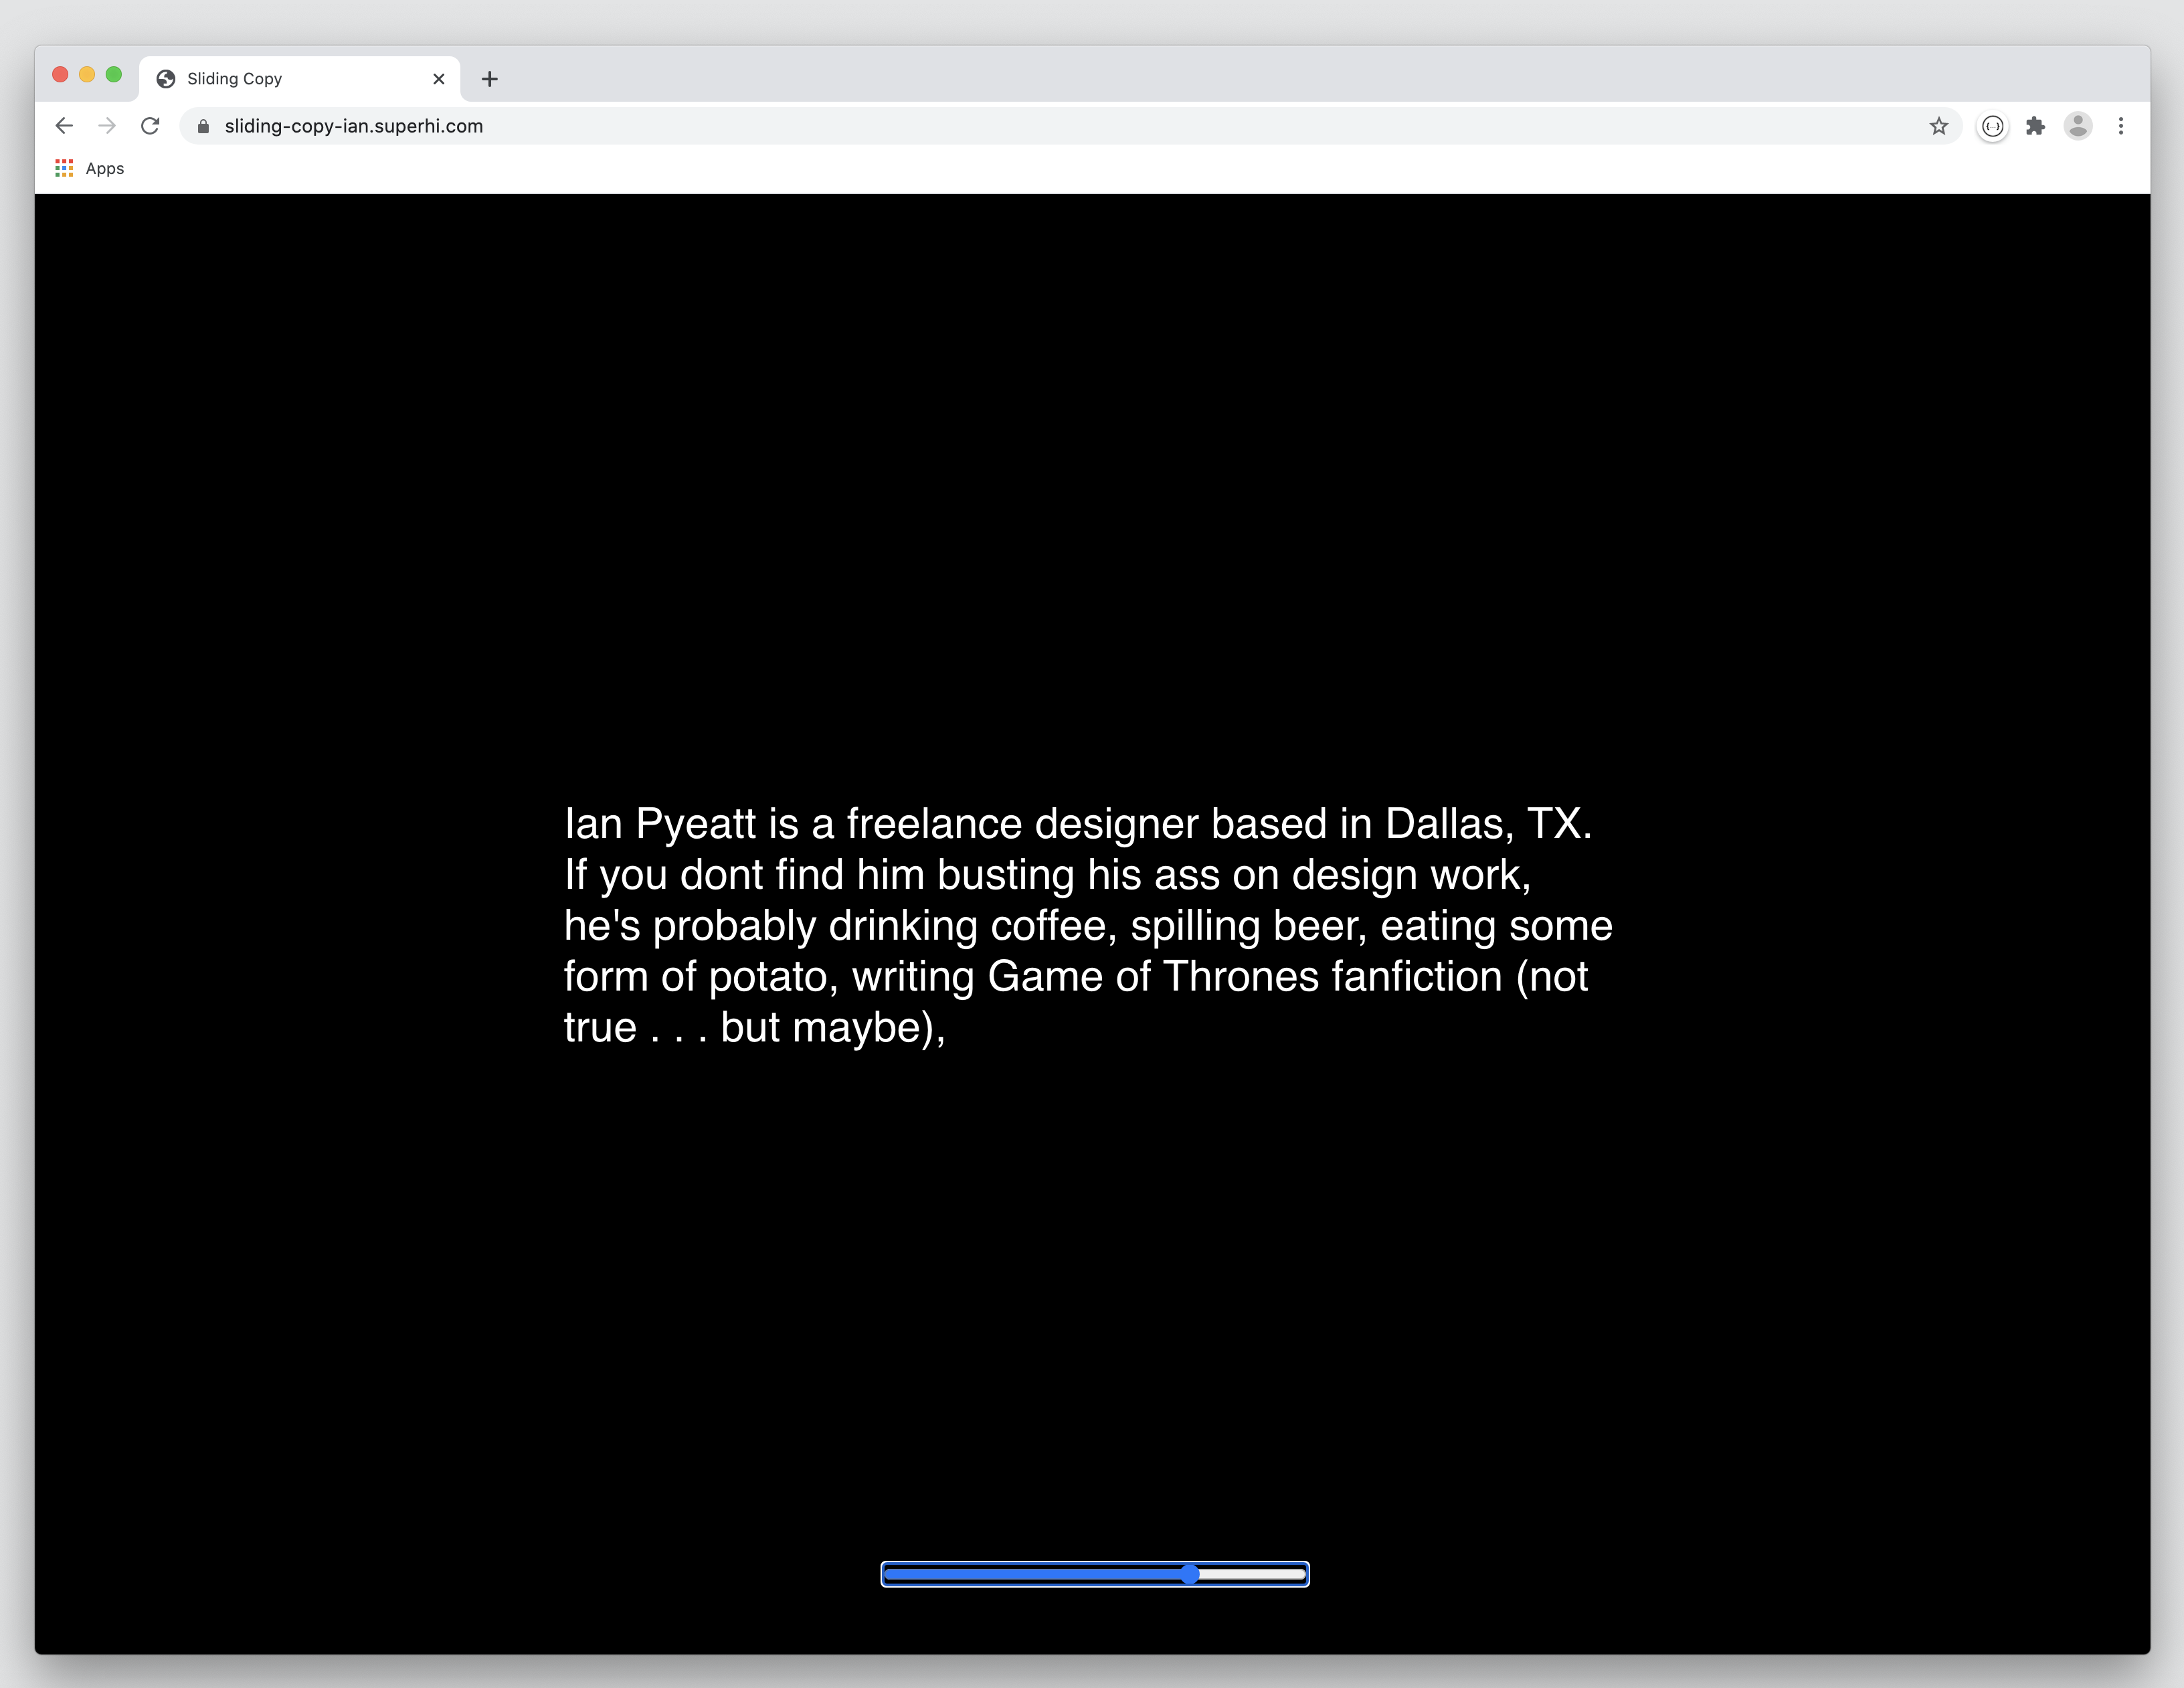 Sliding Copy
sliding-copy-ian.superhi.com
Apps
Ian Pyeatt is a freelance designer based in Dallas, TX.
If you dont find him busting his ass on design work,
he's probably drinking coffee, spilling beer, eating some
form of potato, writing Game of Thrones fanfiction (not
true . . . but maybe),